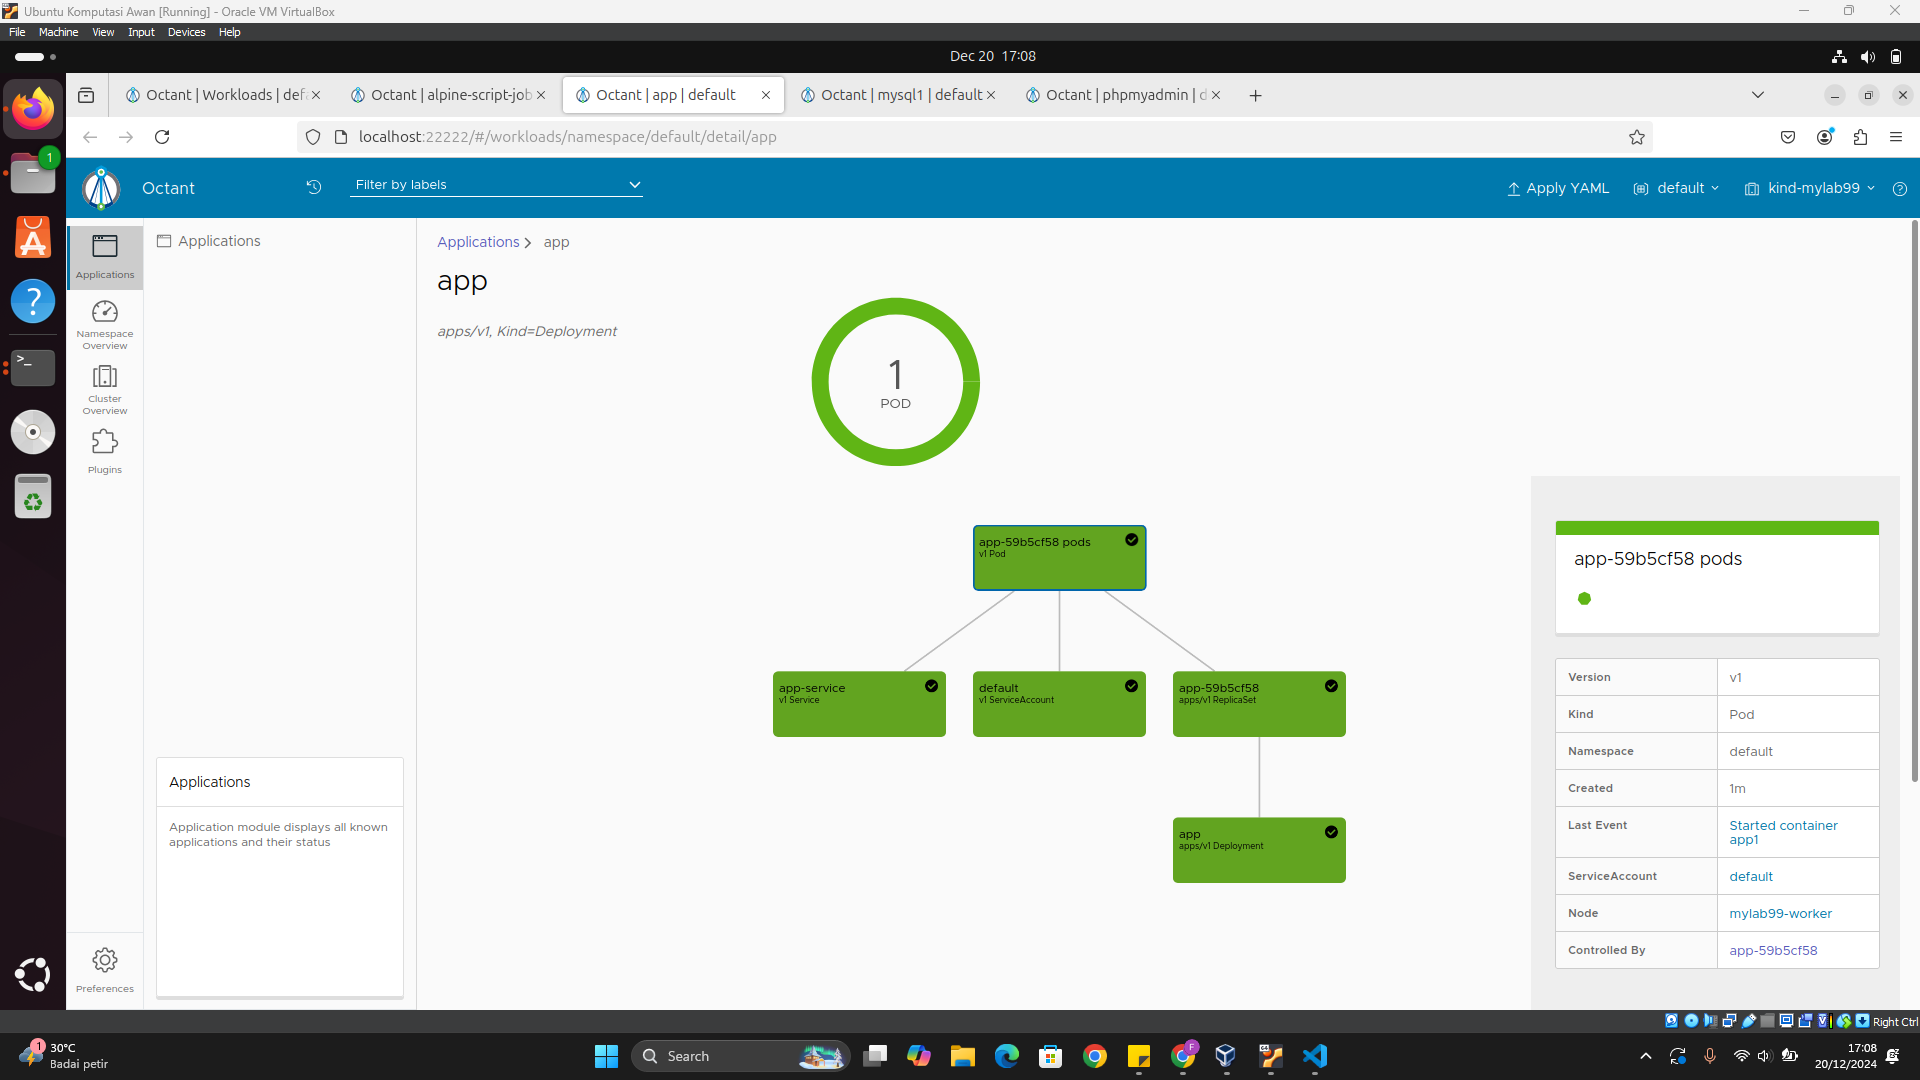 Ubuntu Komputasi Awan [Running] - Oracle VM VirtualBox
File Machine View Input Devices Help
Dec 20 17:08
Octant | Workloads | defa
Octant | alpine-script-job
Octant | app | default
Octant | mysql1 | default
Octant | phpmyadmin | d
localhost:22222/#/workloads/namespace/default/detail/app
1
>_
Octant
Filter by labels
Apply YAML
default
kind-mylab99
Applications
Namespace
Overview
Cluster
Overview
Plugins
Preferences
Applications
Applications
Application module displays all known
applications and their status
Applications > app
app
apps/v1, Kind=Deployment
1
POD
app-59b5cf58 pods
v1 Pod
app-service
v1 Service
default
v1 ServiceAccount
app-59b5cf58
apps/v1 ReplicaSet
app
apps/v1 Deployment
app-59b5cf58 pods
Version v1
Kind Pod
Namespace default
Created 1m
Last Event Started container
app1
ServiceAccount default
Node mylab99-worker
Controlled By app-59b5cf58
Right Ctrl
1
30°C
Badai petir
Search
F
17:08
20/12/2024